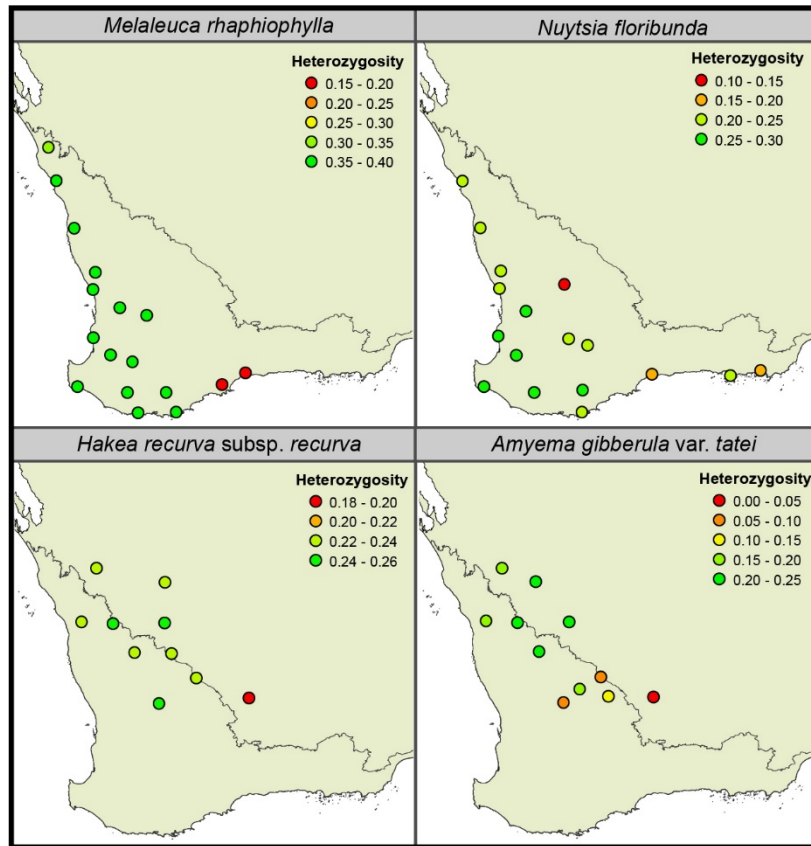 Melaleuca rhaphiophylla
Heterozygosity
0.15 - 0.20
0.20 - 0.25
0.25 - 0.30
0.30 - 0.35
0.35 - 0.40
Nuytsia floribunda
Heterozygosity
0.10 - 0.15
0.15 - 0.20
0.20 - 0.25
0.25 - 0.30
Hakea recurva subsp. recurva
Heterozygosity
0.18 - 0.20
0.20 - 0.22
0.22 - 0.24
0.24 - 0.26
Amyema gibberula var. tatei
Heterozygosity
0.00 - 0.05
0.05 - 0.10
0.10 - 0.15
0.15 - 0.20
0.20 - 0.25